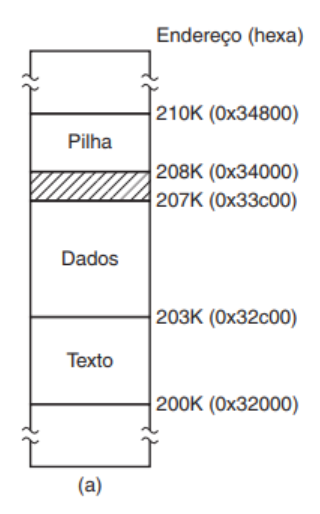 Endereço (hexa)
210K (0x34800)
Pilha
208K (0x34000)
207K (0x33c00)
Dados
203K (0x32c00)
Texto
200K (0x32000)
(a)